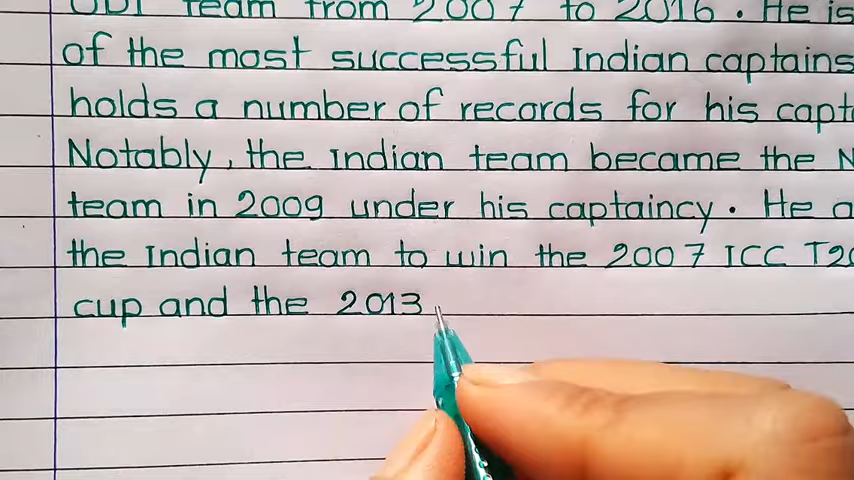 ODI team from 2007 to 2016. He is
of the most successful Indian captains
holds a number of records for his capt
Notably, the Indian team became the N
team in 2009 under his captaincy. He a
the Indian team to win the 2007 ICC T20
cup and the 2013